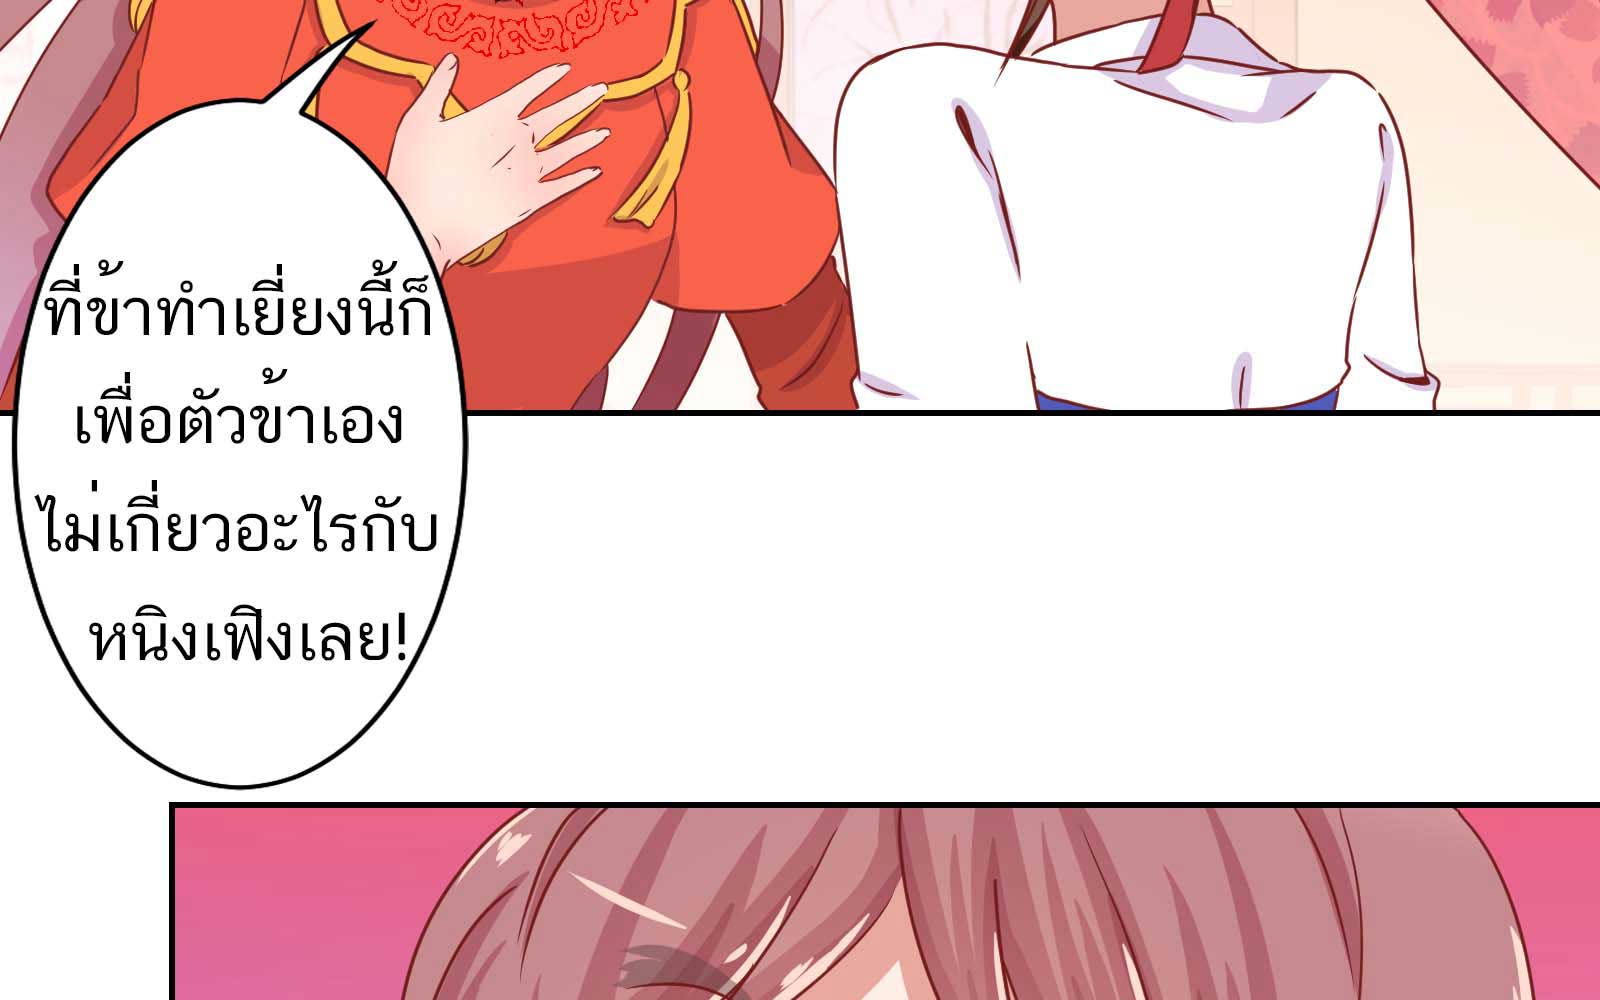 ที่ข้าทำเยี่ยงนี้ก็
เพื่อตัวข้าเอง
ไม่เกี่ยวอะไรกับ
หนิงเฟิงเลย!